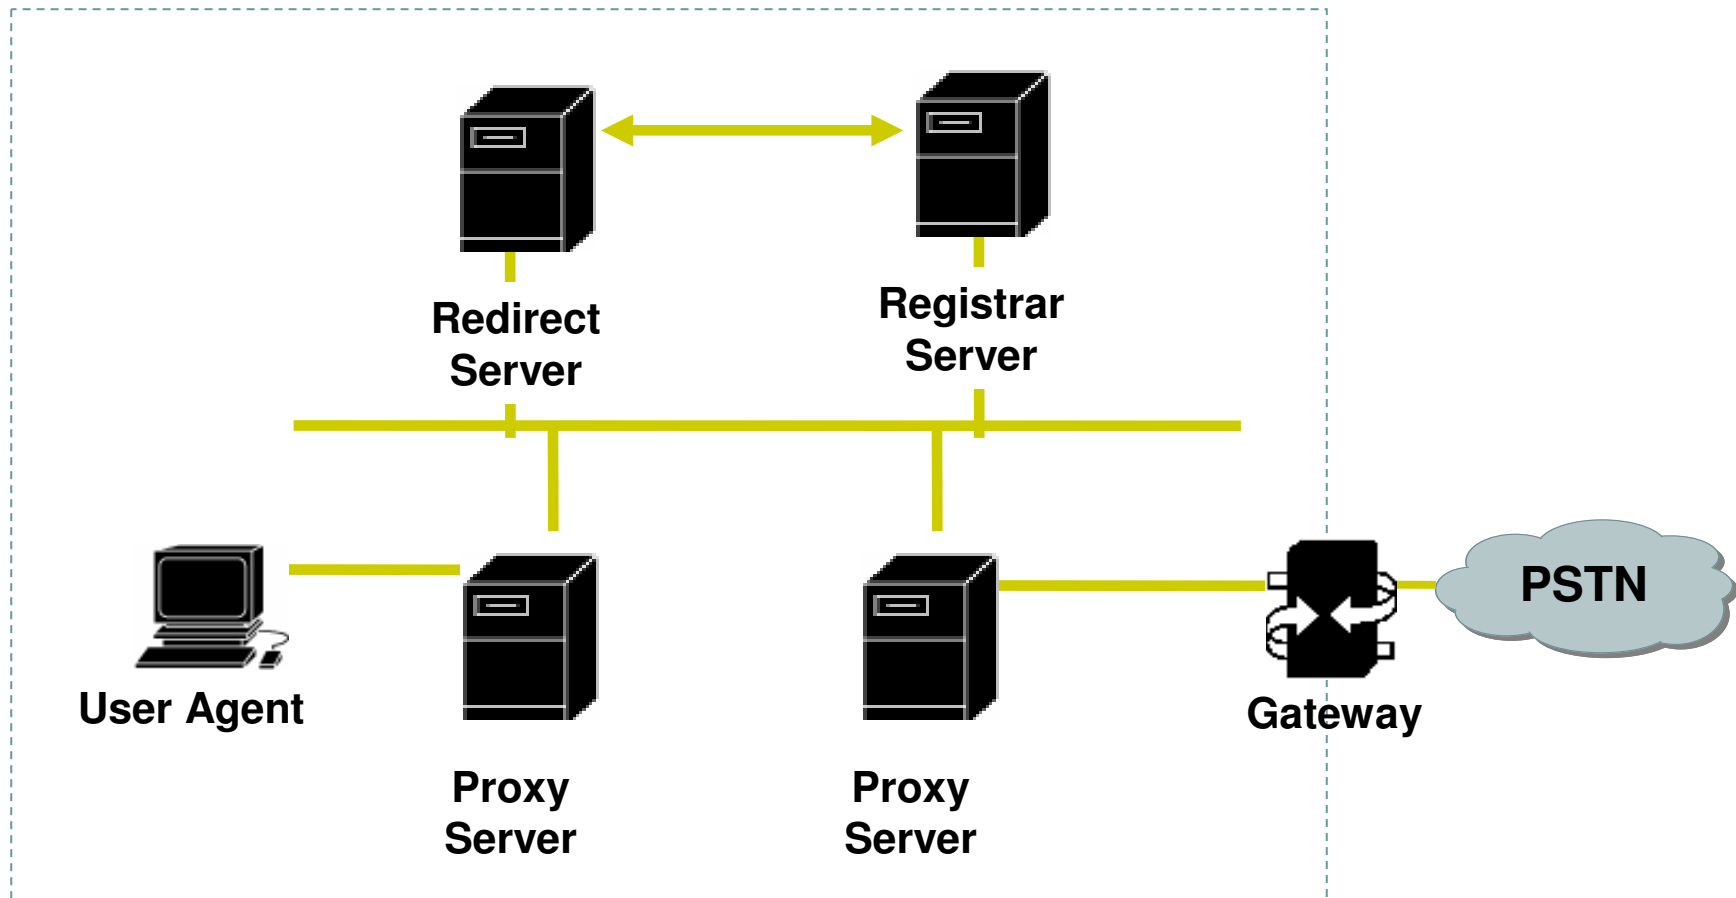 Redirect
Server
Registrar
Server
PSTN
User Agent
Gateway
Proxy
Server
Proxy
Server